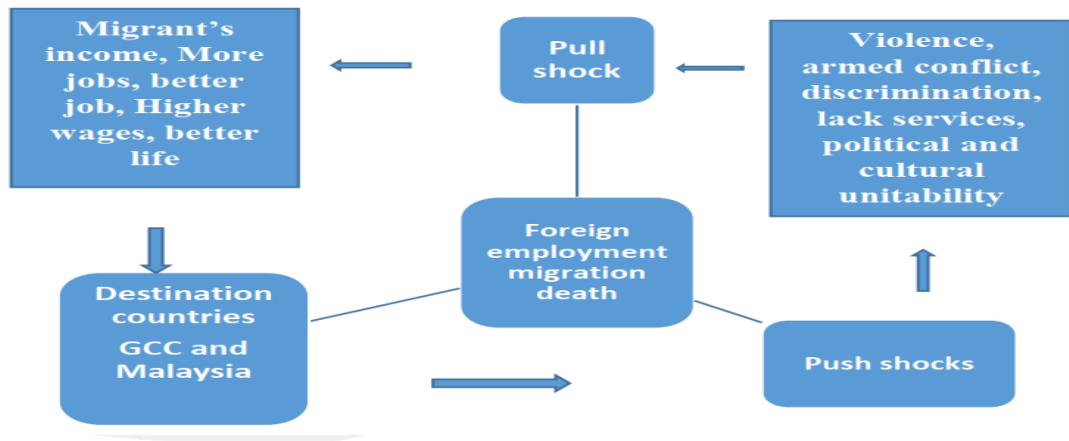 Migrant’s
income, More
jobs, better
job, Higher
wages, better
life
Pull
shock
Violence,
armed conflict,
discrimination,
lack services,
political and
cultural
unitability
Foreign
employment
migration
death
Destination
countries
GCC and
Malaysia
Push shocks